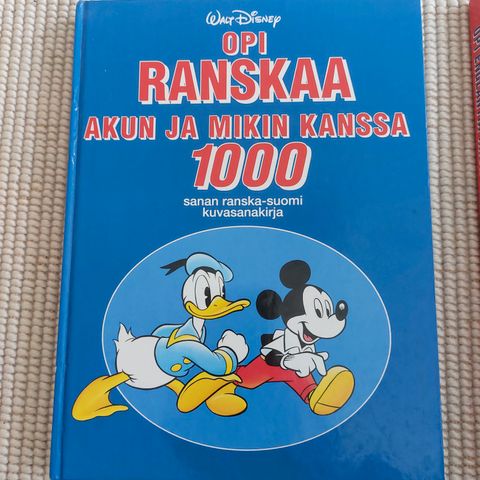 Walt Disney
OPI
RANSKAA
AKUN JA MIKIN KANSSA
1000
sanan ranska-suomi
kuvasanakirja